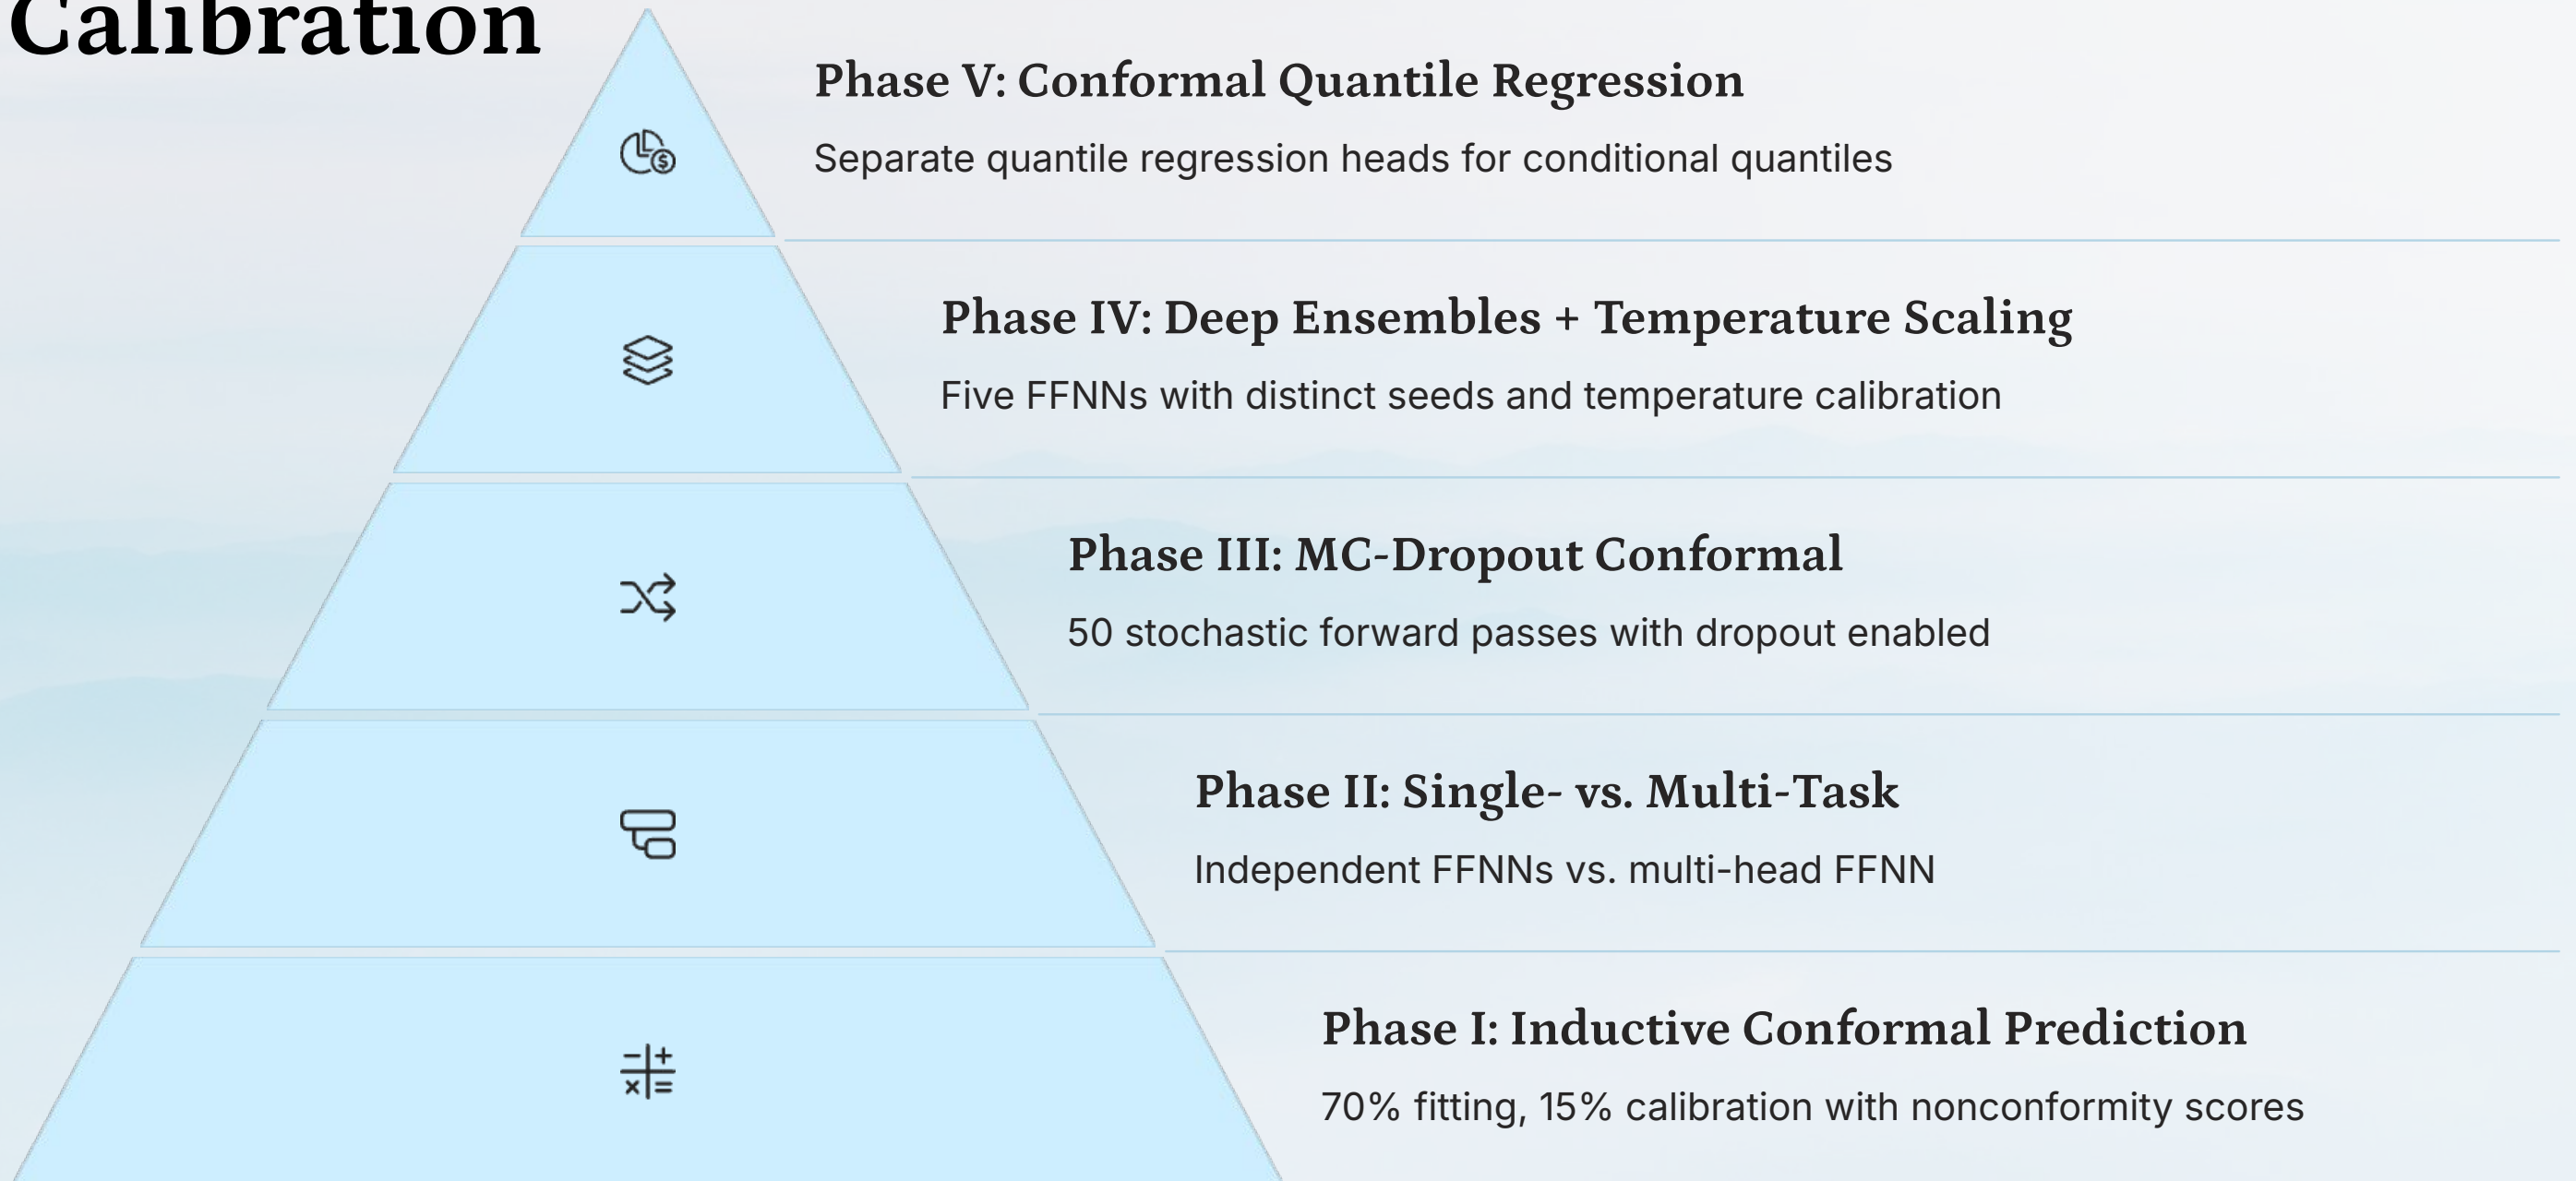 Calibration
Phase V: Conformal Quantile Regression
Separate quantile regression heads for conditional quantiles
Phase IV: Deep Ensembles + Temperature Scaling
Five FFNNs with distinct seeds and temperature calibration
Phase III: MC-Dropout Conformal
50 stochastic forward passes with dropout enabled
Phase II: Single- vs. Multi-Task
Independent FFNNs vs. multi-head FFNN
Phase I: Inductive Conformal Prediction
70% fitting, 15% calibration with nonconformity scores